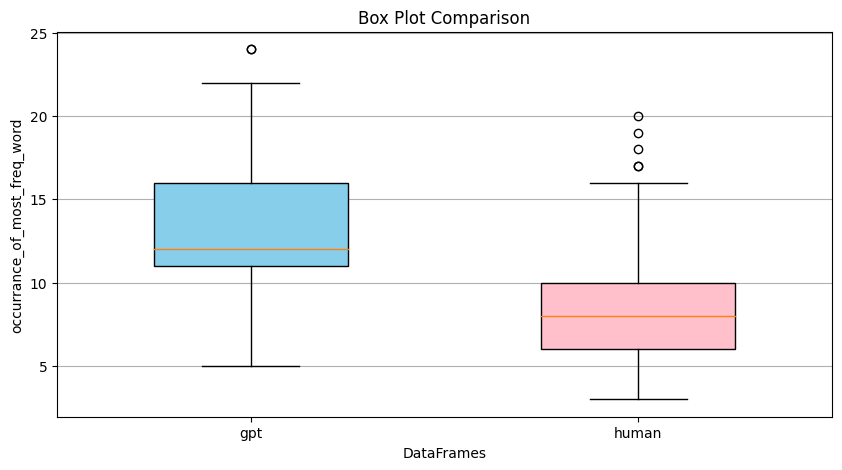 Box Plot Comparison
occurrance_of_most_freq_word
25
20
15
10
5
gpt
human
DataFrames